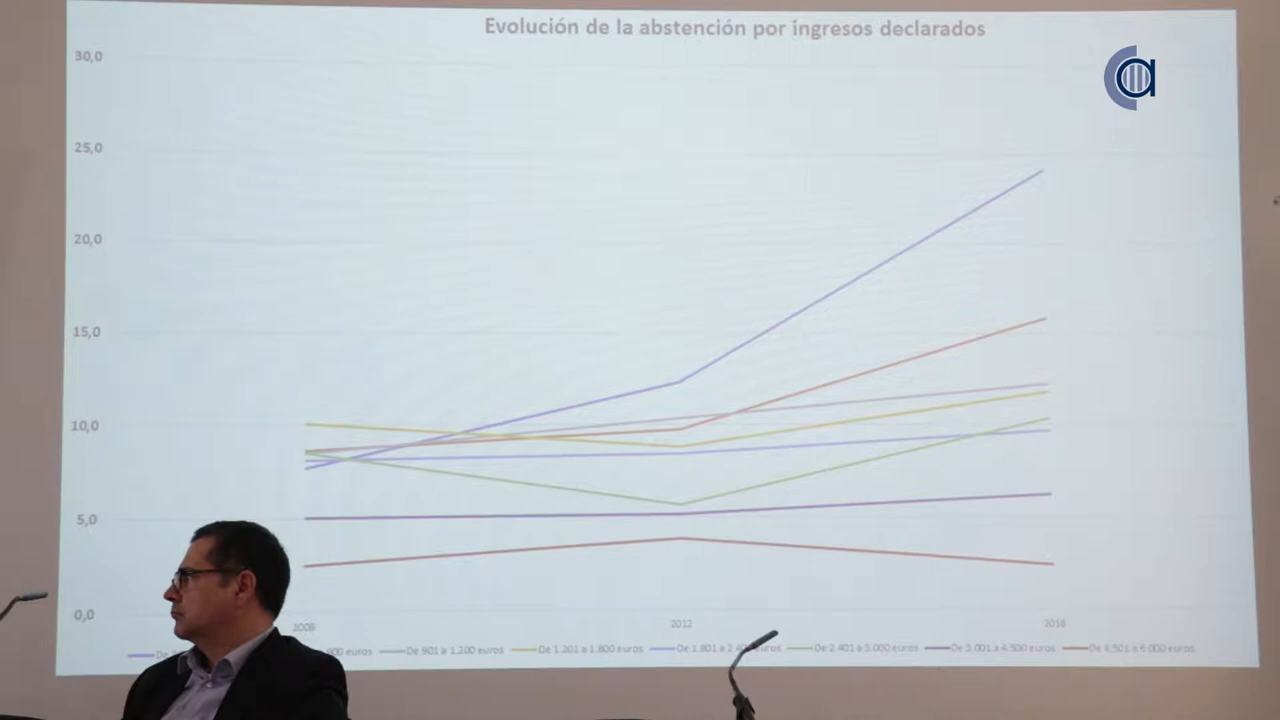 Evolución de la abstención por ingresos declarados
30,0
25,0
20,0
15,0
10,0
5,0
0,0
2008 2012 2016
De 901 a 1.200 euros De 1.201 a 1.800 euros De 1.801 a euros De 2.401 a 3.000 euros De 3.001 a 4.500 euros De 4.501 a 6.000 euros